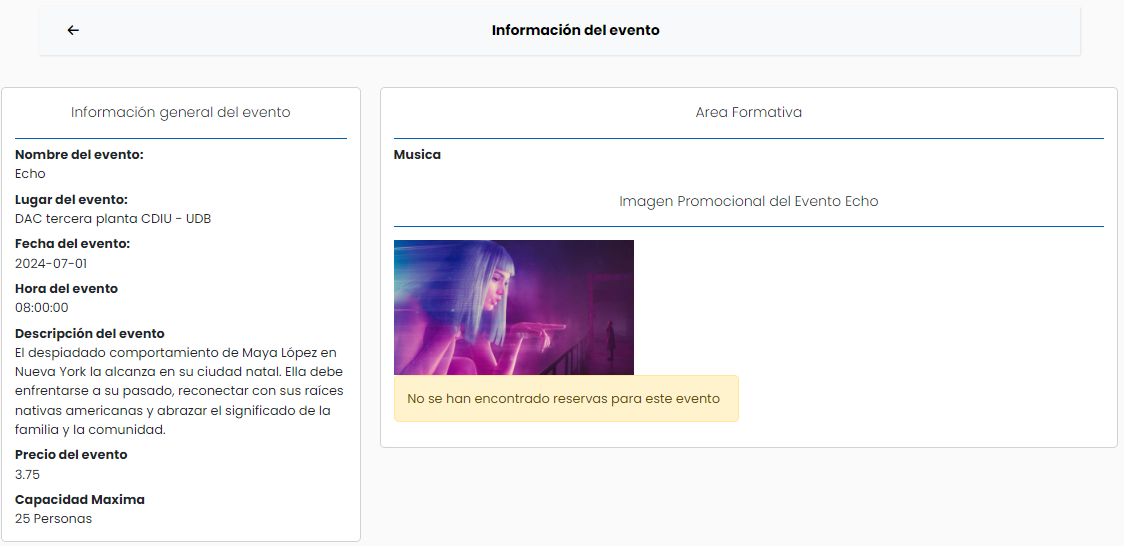 Información del evento
Información general del evento
Nombre del evento:
Echo
Lugar del evento:
DAC tercera planta CDIU - UDB
Fecha del evento:
2024-07-01
Hora del evento
08:00:00
Descripción del evento
El despiadado comportamiento de Maya López en
Nueva York la alcanza en su ciudad natal. Ella debe
enfrentarse a su pasado, reconectar con sus raíces
nativas americanas y abrazar el significado de la
familia y la comunidad.
Precio del evento
3.75
Capacidad Maxima
25 Personas
Area Formativa
Musica
Imagen Promocional del Evento Echo
No se han encontrado reservas para este evento